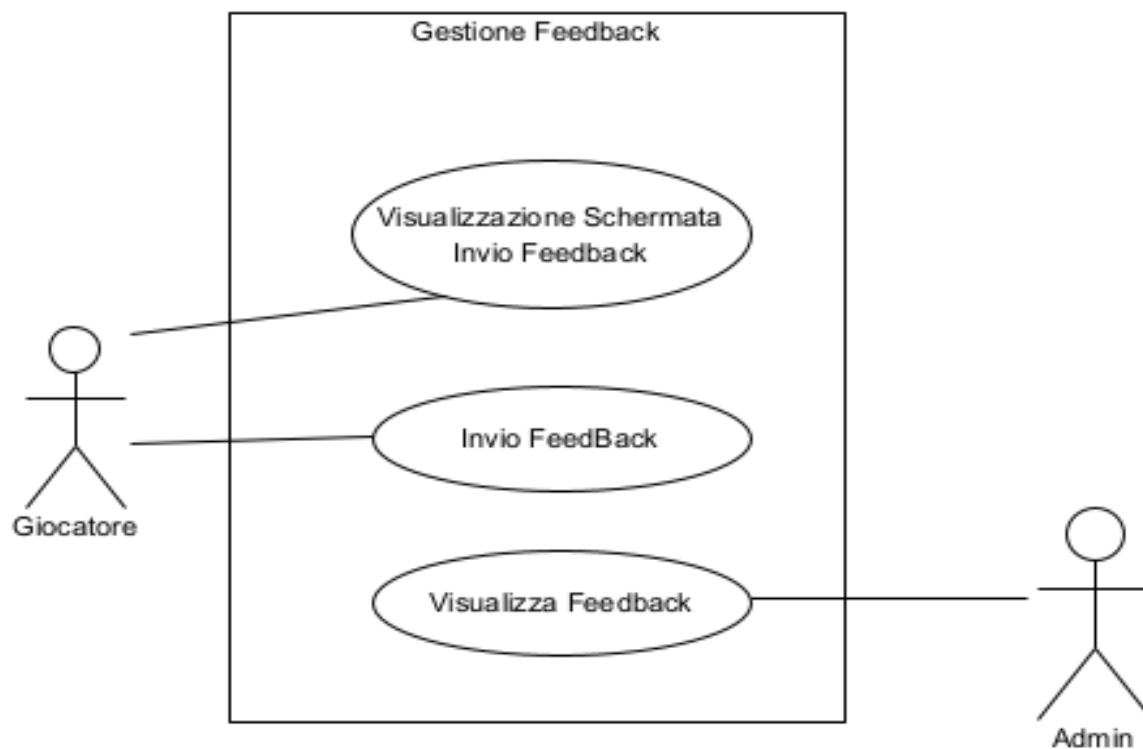 Gestione Feedback
Visualizzazione Schermata
Invio Feedback
Invio FeedBack
Giocatore
Visualizza Feedback
Admin